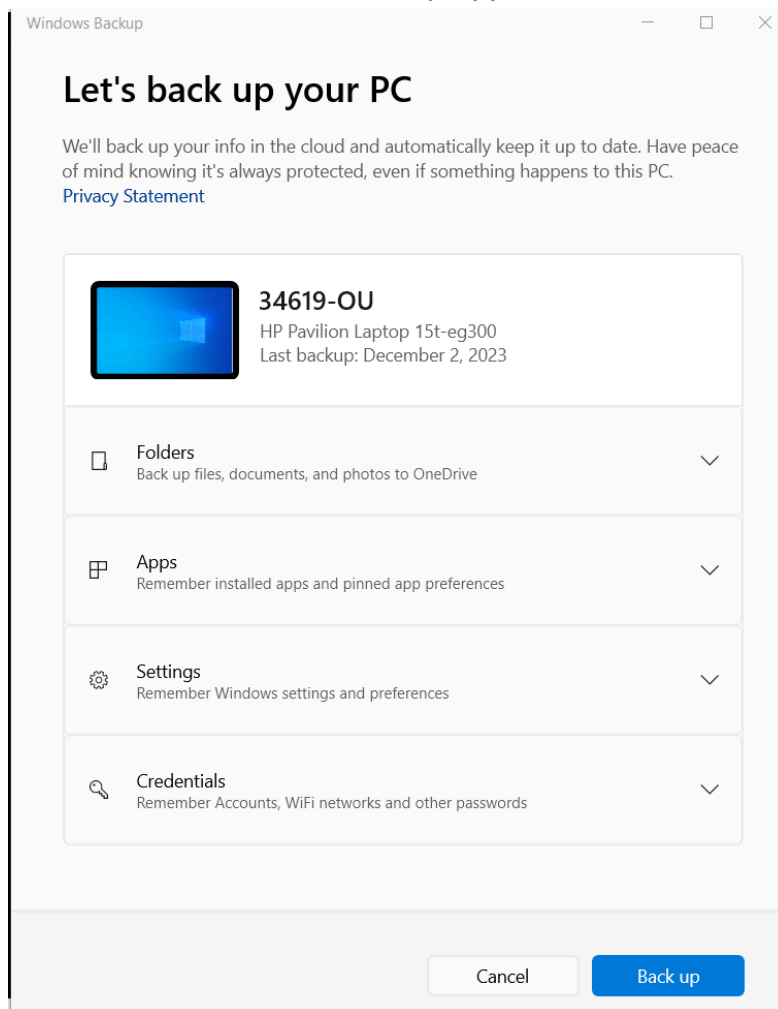 Windows Backup
Let's back up your PC
We'll back up your info in the cloud and automatically keep it up to date. Have peace
of mind knowing it's always protected, even if something happens to this PC.
Privacy Statement
34619-OU
HP Pavilion Laptop 15t-eg300
Last backup: December 2, 2023
Folders
Back up files, documents, and photos to OneDrive
Apps
Remember installed apps and pinned app preferences
Settings
Remember Windows settings and preferences
Credentials
Remember Accounts, WiFi networks and other passwords
Cancel
Back up